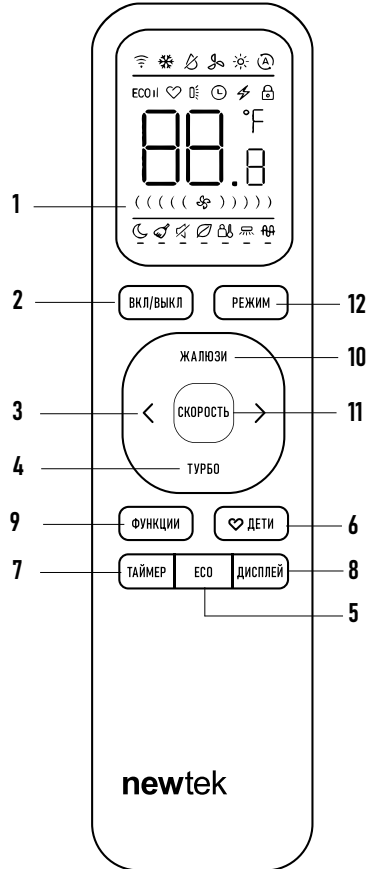 A
ECO
88.8 °F
1
2 ВКЛ/ВЫКЛ РЕЖИМ 12
ЖАЛЮЗИ 10
3 < СКОРОСТЬ > 11
4 ТУРБО
9 ФУНКЦИИ ДЕТИ 6
7 ТАЙМЕР ECO ДИСПЛЕЙ 8
5
newtek